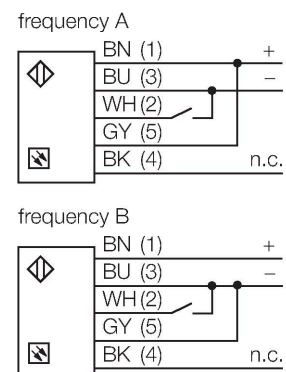 frequency A
BN (1) +
BU (3) –
WH(2)
GY (5)
BK (4) n.c.
frequency B
BN (1) +
BU (3) –
WH(2)
GY (5)
BK (4) n.c.